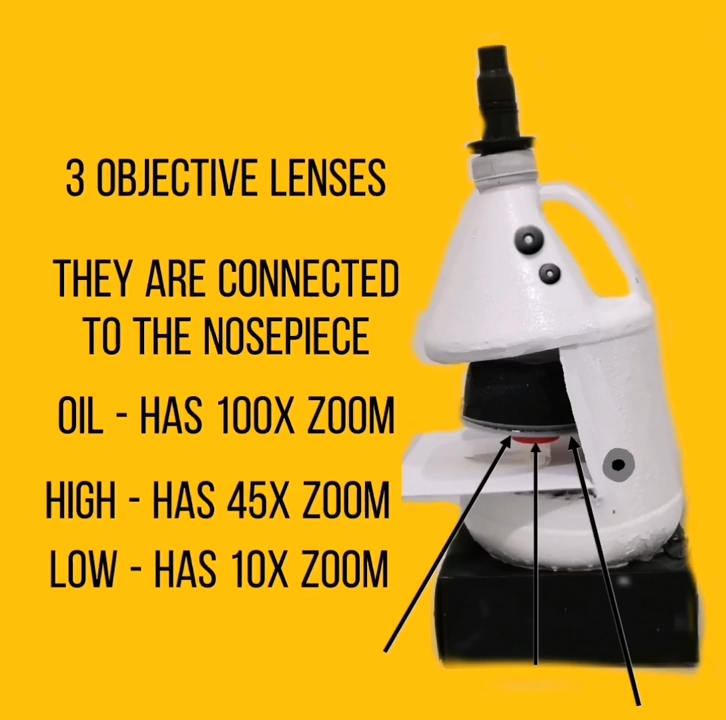 3 OBJECTIVE LENSES
THEY ARE CONNECTED
TO THE NOSEPIECE
OIL - HAS 100X ZOOM
HIGH - HAS 45X ZOOM
LOW - HAS 10X ZOOM